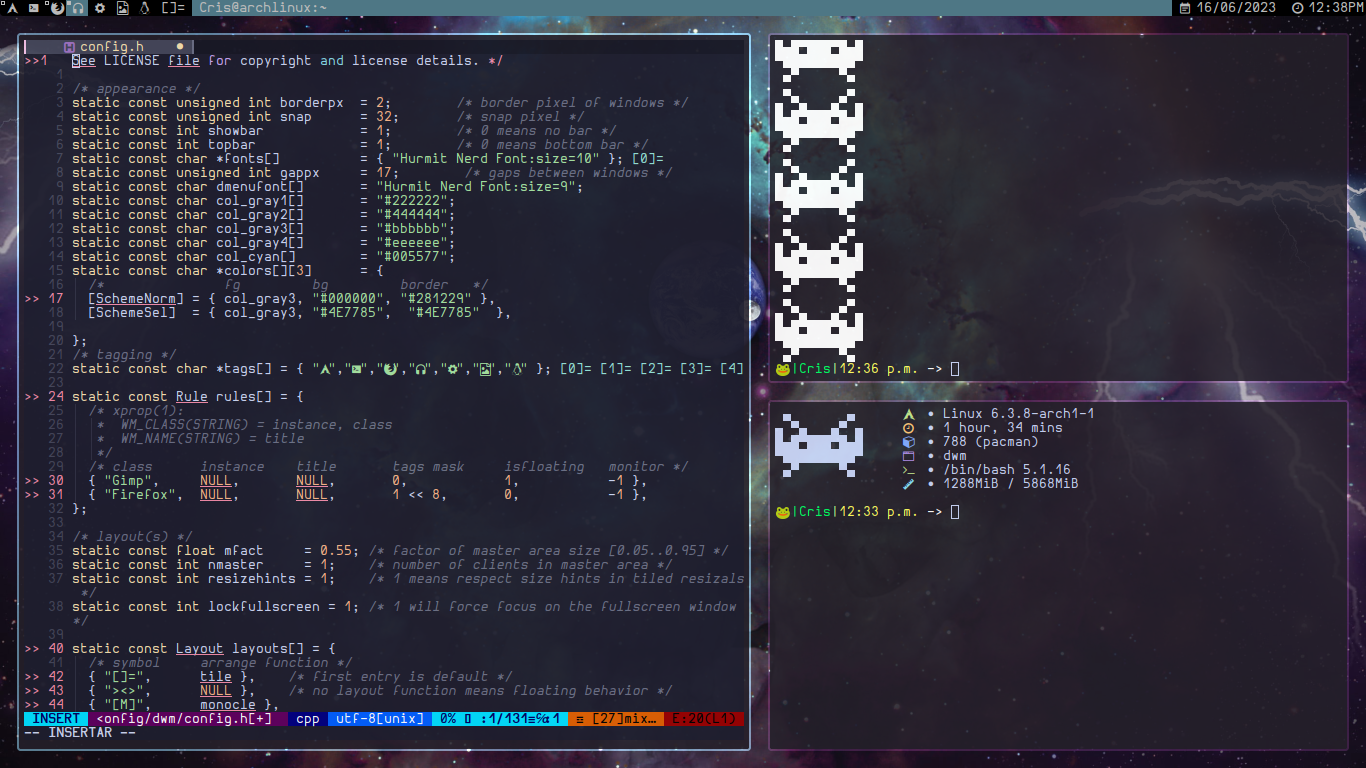 []= Cris@archlinux:~ 16/06/2023 12:38PM
config.h
>>1 See LICENSE file for copyright and license details. */
1
2 /* appearance */
3 static const unsigned int borderpx = 2; /* border pixel of windows */
4 static const unsigned int snap = 32; /* snap pixel */
5 static const int showbar = 1; /* 0 means no bar */
6 static const int topbar = 1; /* 0 means bottom bar */
7 static const char *fonts[] = { "Hurmit Nerd Font:size=10" }; [0]=
8 static const unsigned int gappx = 17; /* gaps between windows */
9 static const char dmenufont[] = "Hurmit Nerd Font:size=9";
10 static const char col_gray1[] = "#222222";
11 static const char col_gray2[] = "#444444";
12 static const char col_gray3[] = "#bbbbbb";
13 static const char col_gray4[] = "#eeeeee";
14 static const char col_cyan[] = "#005577";
15 static const char *colors[][3] = {
16 /* fg bg border */
>> 17 [SchemeNorm] = { col_gray3, "#000000", "#281229" },
18 [SchemeSel] = { col_gray3, "#4E7785", "#4E7785" },
19
20 };
21 /* tagging */
22 static const char *tags[] = { "","","","","","","" }; [0]= [1]= [2]= [3]= [4]
23
>> 24 static const Rule rules[] = {
25 /* xprop(1):
26 * WM_CLASS(STRING) = instance, class
27 * WM_NAME(STRING) = title
28 */
29 /* class instance title tags mask isfloating monitor */
>> 30 { "Gimp", NULL, NULL, 0, 1, -1 },
>> 31 { "Firefox", NULL, NULL, 1 << 8, 0, -1 },
32 };
33
34 /* layout(s) */
35 static const float mfact = 0.55; /* factor of master area size [0.05..0.95] */
36 static const int nmaster = 1; /* number of clients in master area */
37 static const int resizehints = 1; /* 1 means respect size hints in tiled resizals
*/
38 static const int lockfullscreen = 1; /* 1 will force focus on the fullscreen window
*/
39
>> 40 static const Layout layouts[] = {
41 /* symbol arrange function */
>> 42 { "[]=", tile }, /* first entry is default */
>> 43 { "><>", NULL }, /* no layout function means floating behavior */
>> 44 { "[M]", monocle },
INSERT <onfig/dwm/config.h[+] cpp utf-8[unix] 0% :1/131 1 [27]mix… E:20(L1)
-- INSERTAR --
|Cris|12:36 p.m. ->
• Linux 6.3.8-arch1-1
• 1 hour, 34 mins
• 788 (pacman)
• dwm
• /bin/bash 5.1.16
• 1288MiB / 5868MiB
|Cris|12:33 p.m. ->